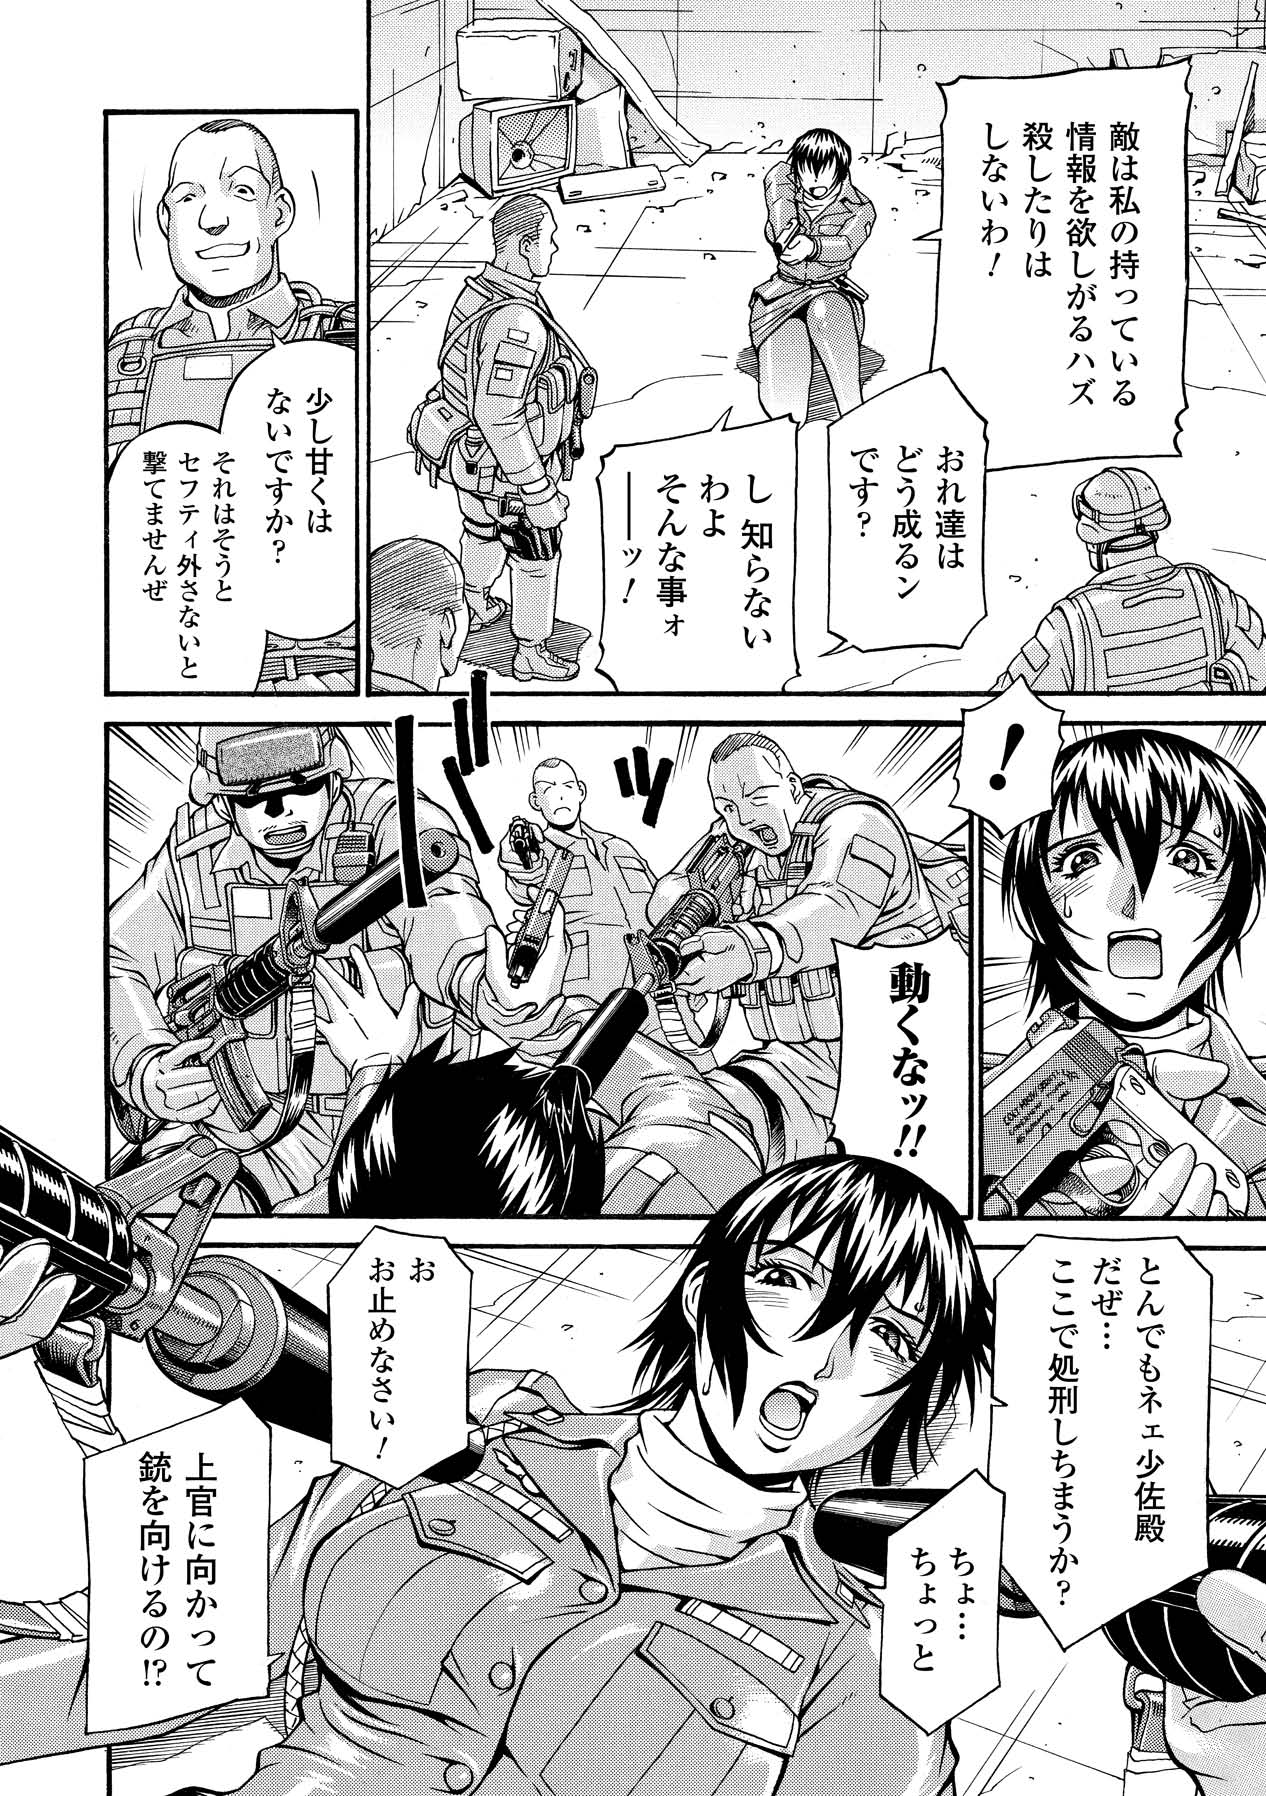 敵は私の持っている
情報を欲しがるハズ
殺したりは
しないわ!
おれ達は
どう成るン
です?
し 知らない
わよ
そんな事ォ
――ッ!
少し甘くは
ないですか?
それはそうと
セフティ外さないと
撃てませんぜ
!
動くなッ!!
とんでもネェ少佐殿
だぜ…
ここで処刑しちまうか?
ちょ…
ちょっと
お
お止めなさい!
上官に向かって
銃を向けるの!?